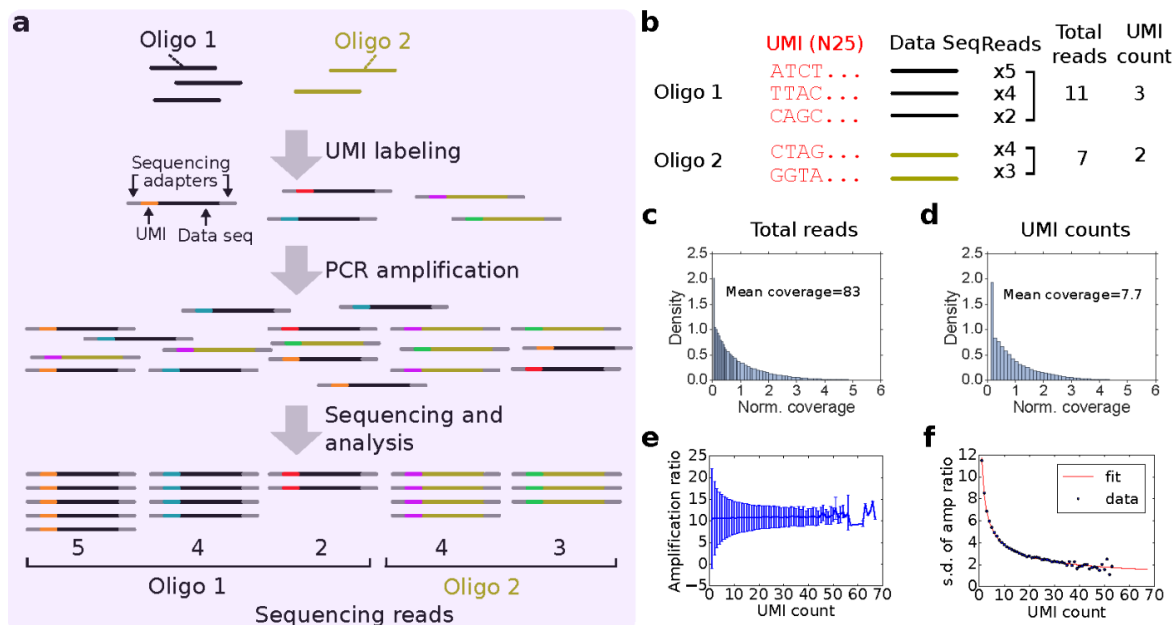 a
Oligo 1
Oligo 2
UMI labeling
Sequencing
adapters
UMI
Data seq
PCR amplification
Sequencing and
analysis
5 4 2 4 3
Oligo 1 Oligo 2
Sequencing reads
b
UMI (N25) Data Seq Reads Total reads UMI count
Oligo 1
ATCT... x5
TTAC... x4
CAGC... x2
11 3
Oligo 2
CTAG... x4
GGTA... x3
7 2
c
Total reads
Mean coverage=83
Density
2.5
2.0
1.5
1.0
0.5
0.0
0 1 2 3 4 5 6
Norm. coverage
d
UMI counts
Mean coverage=7.7
Density
2.5
2.0
1.5
1.0
0.5
0.0
0 1 2 3 4 5 6
Norm. coverage
e
Amplification ratio
25
20
15
10
5
0
−5
0 10 20 30 40 50 60 70
UMI count
f
s.d. of amp ratio
12
10
8
6
4
2
0
0 10 20 30 40 50 60 70
UMI count
fit
data